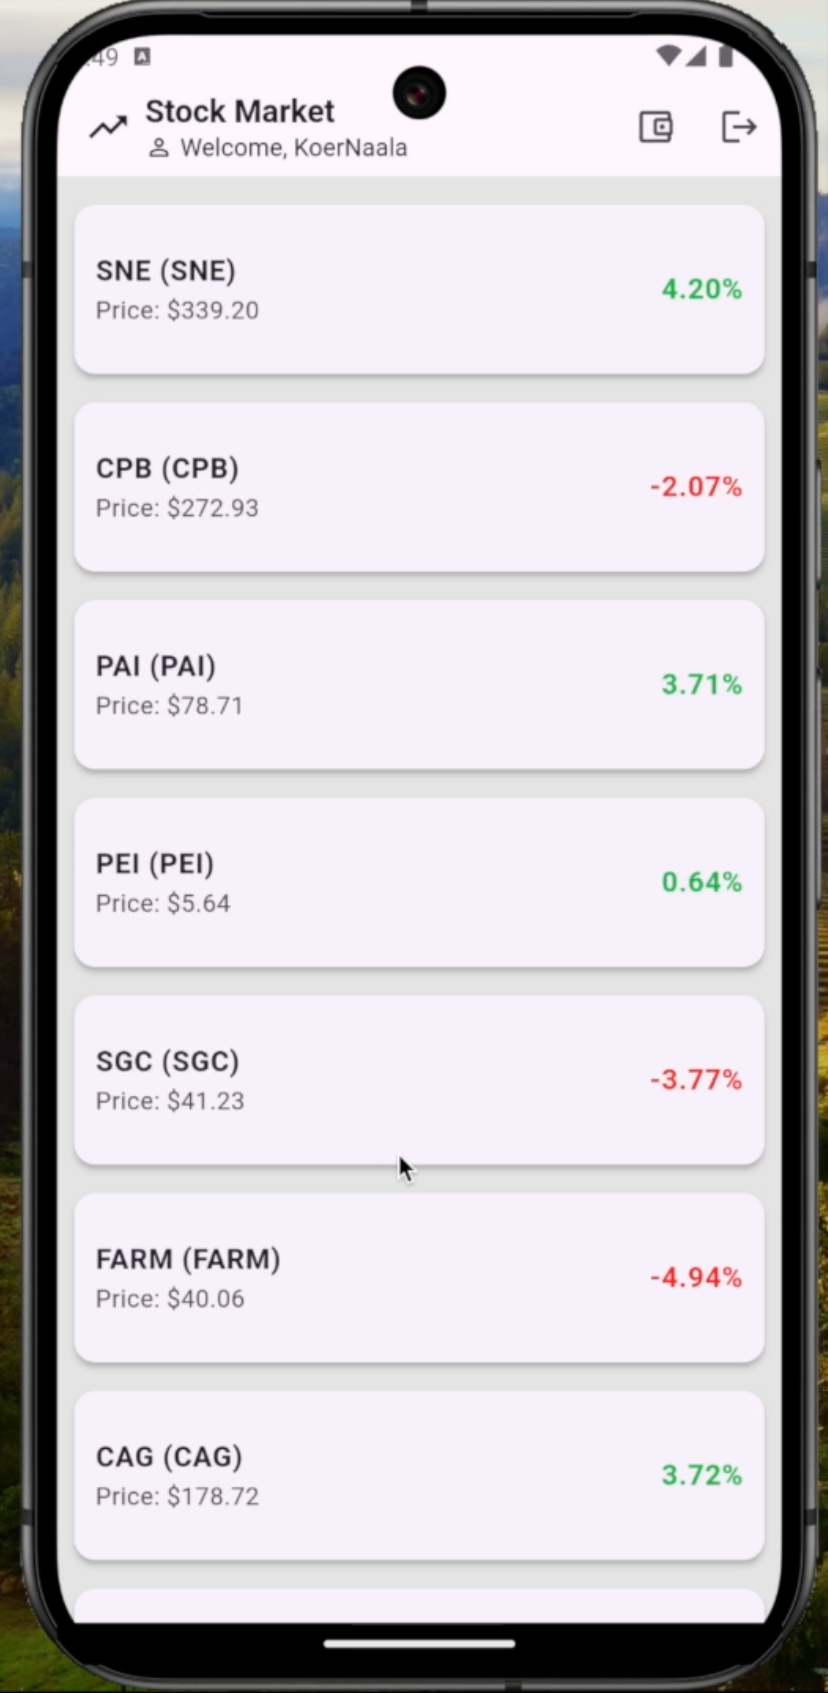 :49
Stock Market
Welcome, KoerNaala
SNE (SNE)
Price: $339.20
4.20%
CPB (CPB)
Price: $272.93
-2.07%
PAI (PAI)
Price: $78.71
3.71%
PEI (PEI)
Price: $5.64
0.64%
SGC (SGC)
Price: $41.23
-3.77%
FARM (FARM)
Price: $40.06
-4.94%
CAG (CAG)
Price: $178.72
3.72%